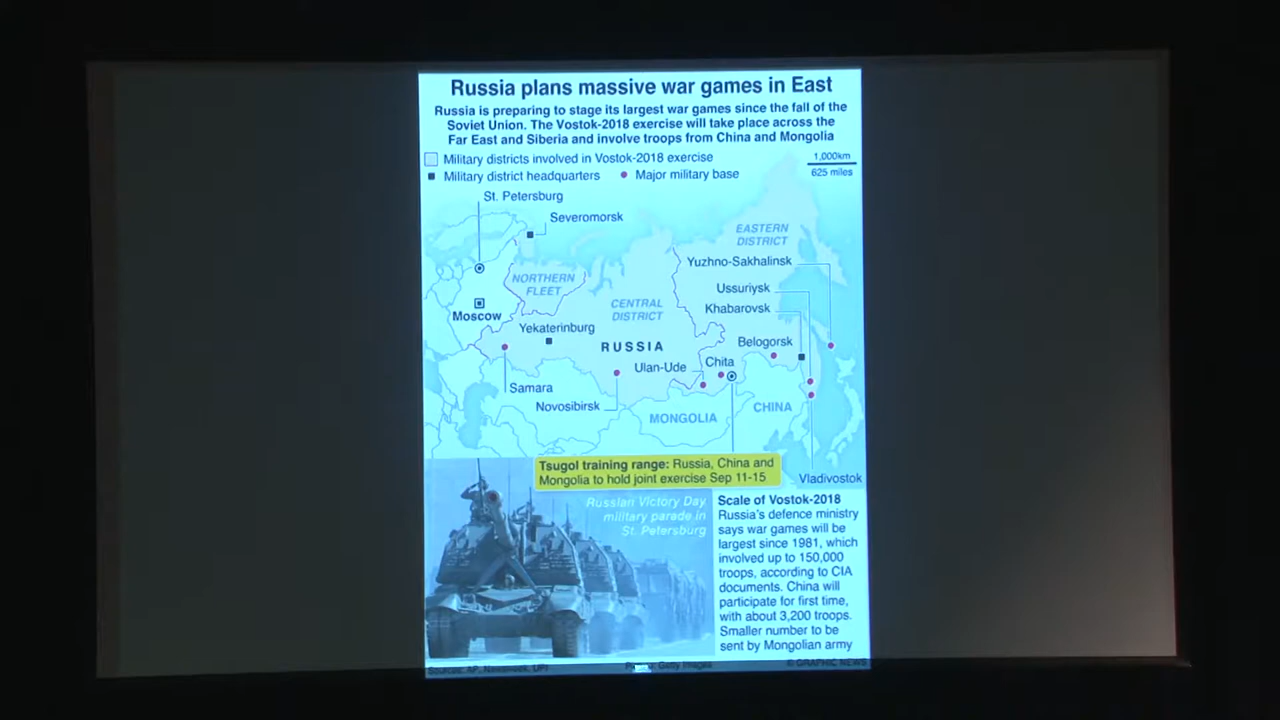 Russia plans massive war games in East
Russia is preparing to stage its largest war games since the fall of the
Soviet Union. The Vostok-2018 exercise will take place across the
Far East and Siberia and involve troops from China and Mongolia
Military districts involved in Vostok-2018 exercise
1,000km
625 miles
Military district headquarters
Major military base
St. Petersburg
Severomorsk
EASTERN
DISTRICT
Yuzhno-Sakhalinsk
NORTHERN
FLEET
Ussuriysk
CENTRAL
DISTRICT
Khabarovsk
Moscow
Yekaterinburg
RUSSIA
Belogorsk
Ulan-Ude
Chita
Samara
Novosibirsk
MONGOLIA
CHINA
Tsugol training range: Russia, China and
Mongolia to hold joint exercise Sep 11-15
Vladivostok
Russian Victory Day
military parade in
St. Petersburg
Scale of Vostok-2018
Russia's defence ministry
says war games will be
largest since 1981, which
involved up to 150,000
troops, according to CIA
documents. China will
participate for first time,
with about 3,200 troops.
Smaller number to be
sent by Mongolian army
Sources: AP, Newsweek, UPI
Getty Images
© GRAPHIC NEWS